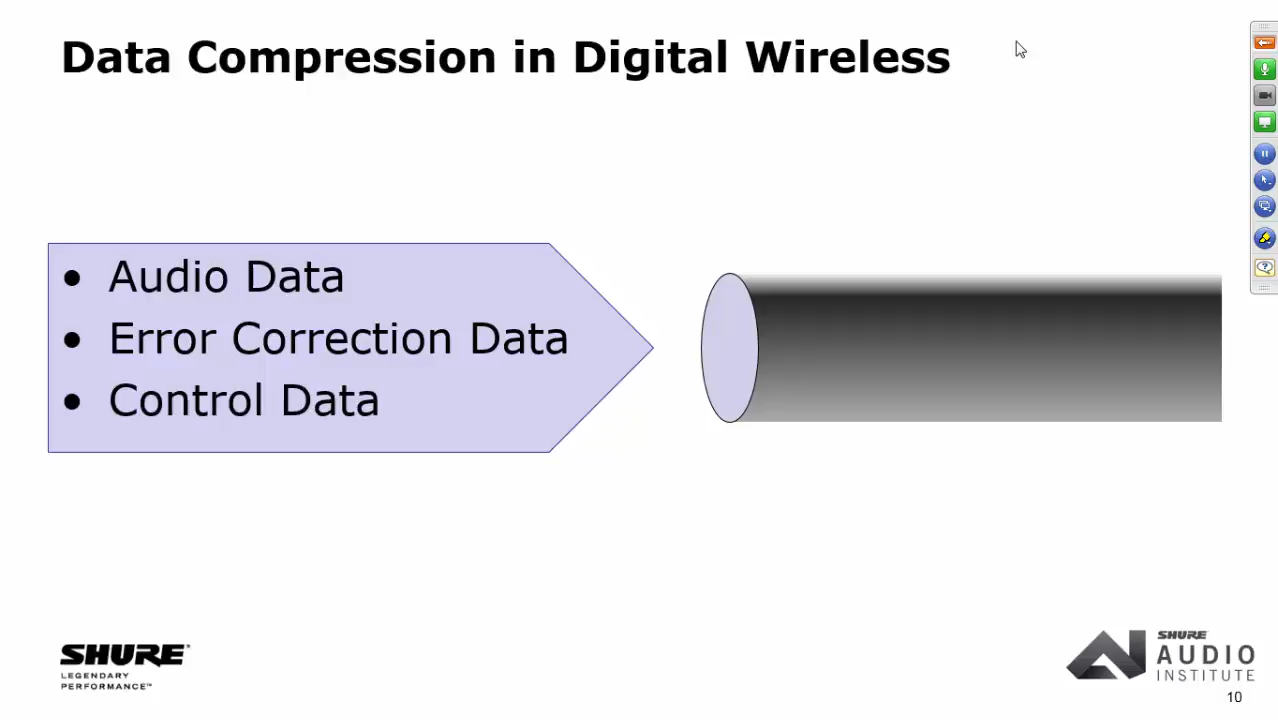 Data Compression in Digital Wireless
• Audio Data
• Error Correction Data
• Control Data
SHURE
LEGENDARY
PERFORMANCE™
SHURE
AUDIO
INSTITUTE
10